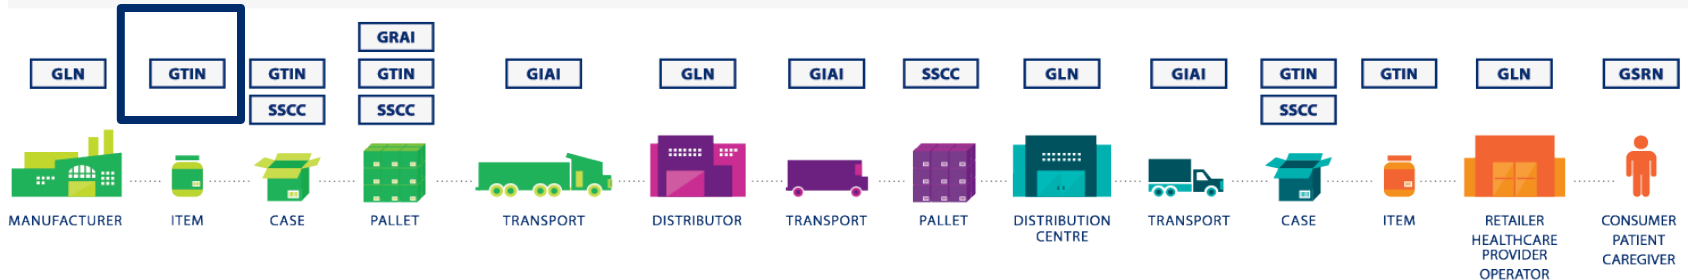 GRAI
GLN GTIN GTIN GTIN GIAI GLN GIAI SSCC GLN GIAI GTIN GTIN GLN GSRN
SSCC SSCC SSCC
MANUFACTURER ITEM CASE PALLET TRANSPORT DISTRIBUTOR TRANSPORT PALLET DISTRIBUTION TRANSPORT CASE ITEM RETAILER CONSUMER
CENTRE HEALTHCARE PATIENT
PROVIDER CAREGIVER
OPERATOR